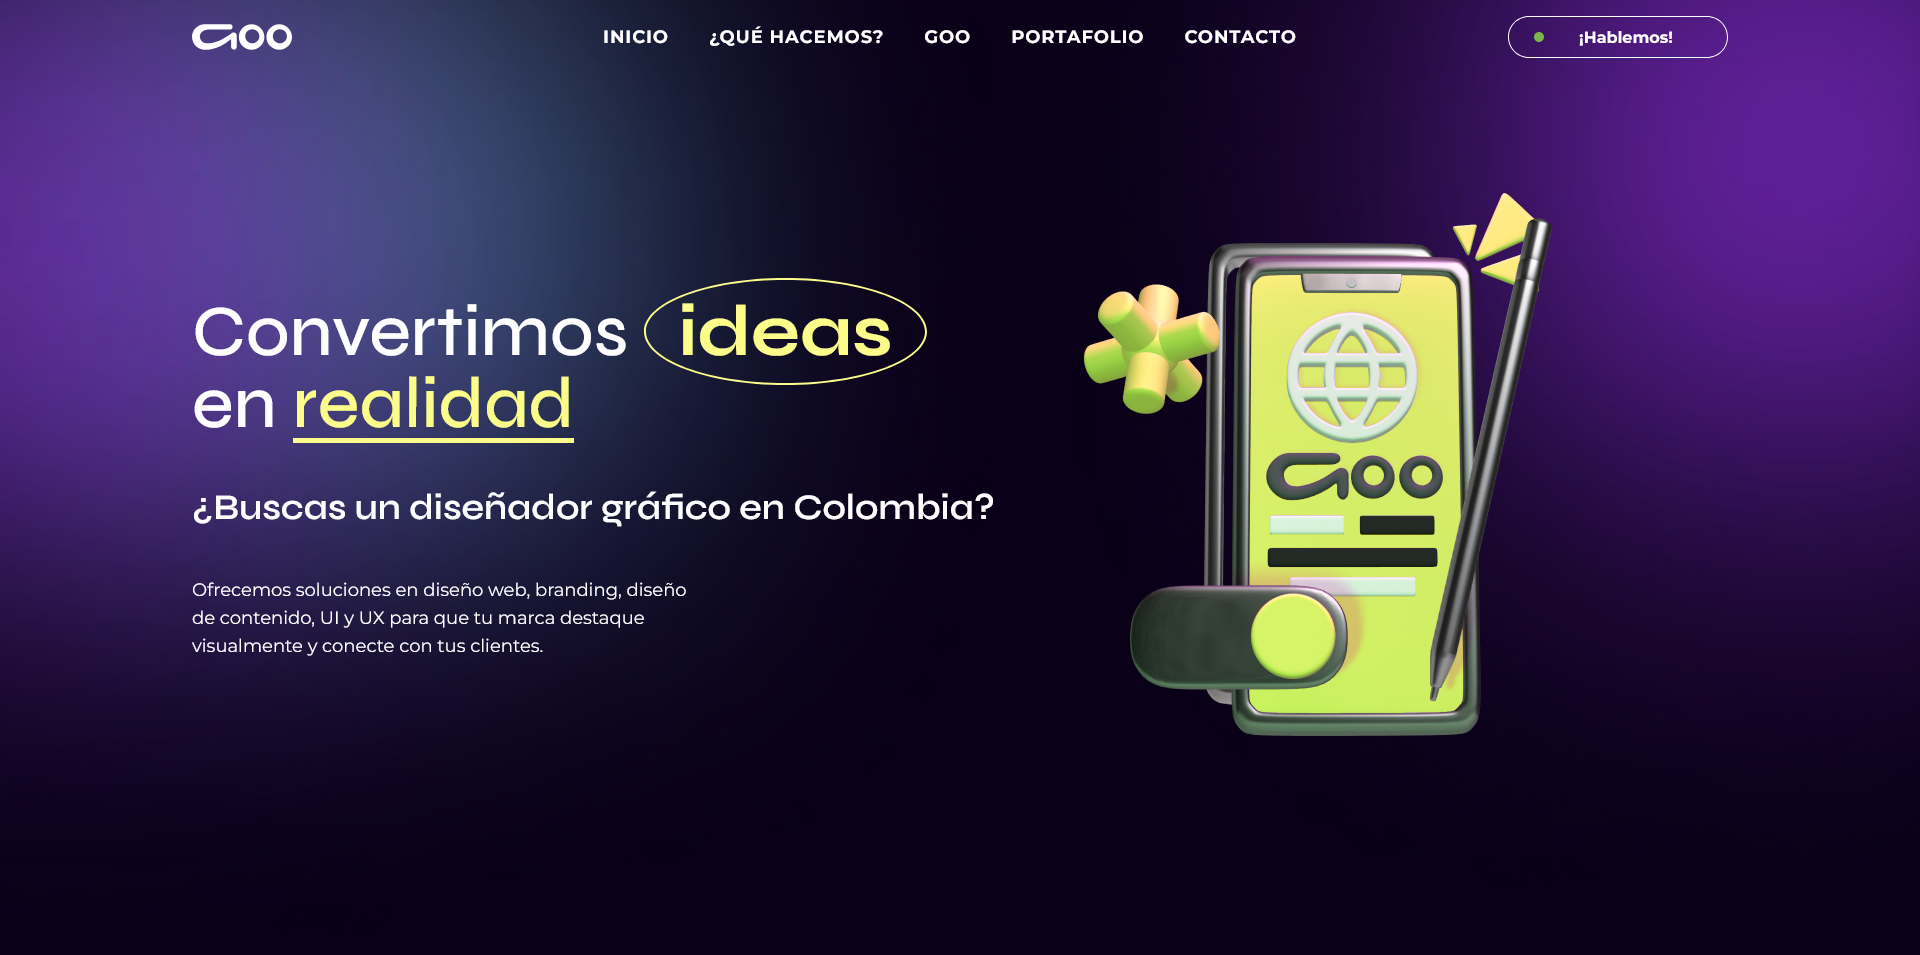 GOO
INICIO
¿QUÉ HACEMOS?
GOO
PORTAFOLIO
CONTACTO
¡Hablemos!
Convertimos ideas
en realidad
¿Buscas un diseñador gráfico en Colombia?
Ofrecemos soluciones en diseño web, branding, diseño
de contenido, UI y UX para que tu marca destaque
visualmente y conecte con tus clientes.
GOO